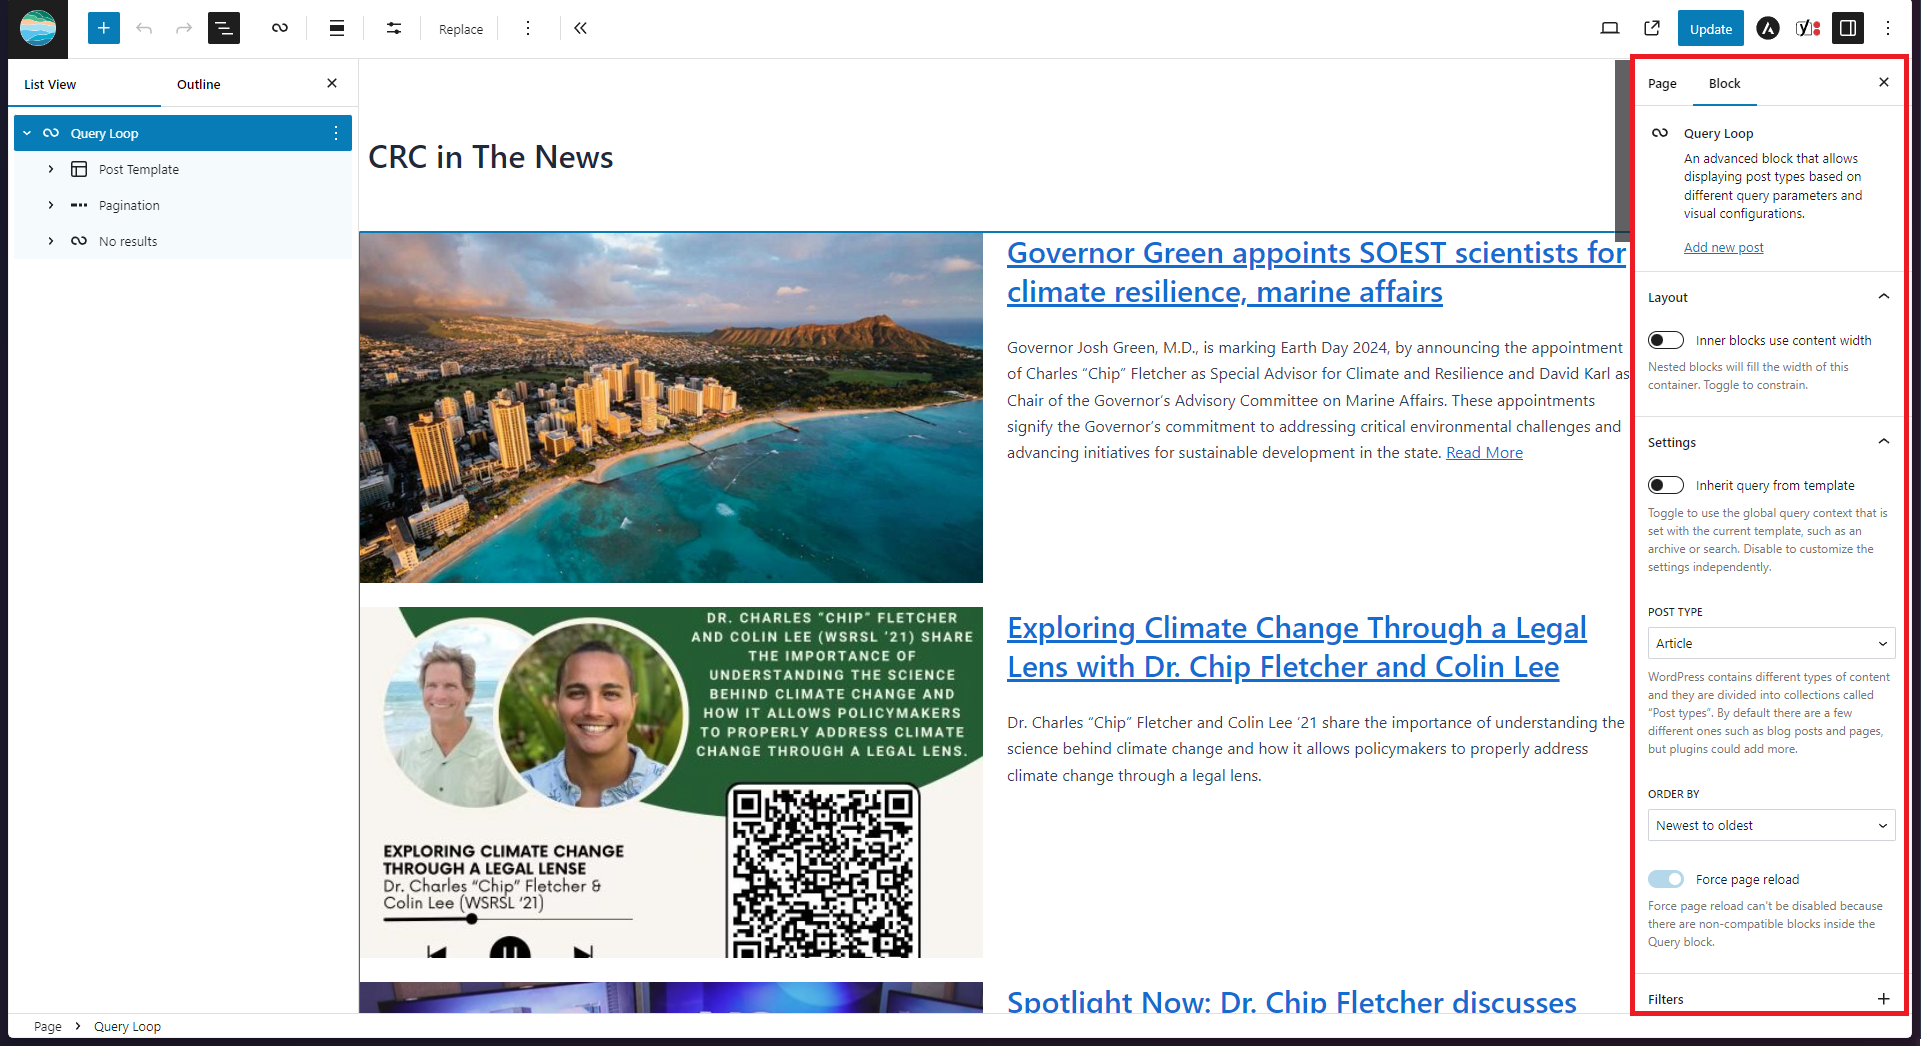 Replace
Update
List View
Outline
Query Loop
Post Template
Pagination
No results
CRC in The News
Governor Green appoints SOEST scientists for
climate resilience, marine affairs
Governor Josh Green, M.D., is marking Earth Day 2024, by announcing the appointment
of Charles “Chip” Fletcher as Special Advisor for Climate and Resilience and David Karl as
Chair of the Governor’s Advisory Committee on Marine Affairs. These appointments
signify the Governor’s commitment to addressing critical environmental challenges and
advancing initiatives for sustainable development in the state. Read More
DR. CHARLES “CHIP” FLETCHER
AND COLIN LEE (WSRSL ’21) SHARE
THE IMPORTANCE OF
UNDERSTANDING THE SCIENCE
BEHIND CLIMATE CHANGE AND
HOW IT ALLOWS POLICYMAKERS
TO PROPERLY ADDRESS CLIMATE
CHANGE THROUGH A LEGAL LENS.
EXPLORING CLIMATE CHANGE
THROUGH A LEGAL LENSE
Dr. Charles “Chip” Fletcher &
Colin Lee (WSRSL ‘21)
Exploring Climate Change Through a Legal
Lens with Dr. Chip Fletcher and Colin Lee
Dr. Charles “Chip” Fletcher and Colin Lee ’21 share the importance of understanding the
science behind climate change and how it allows policymakers to properly address
climate change through a legal lens.
Spotlight Now: Dr. Chip Fletcher discusses
Page
Block
Query Loop
An advanced block that allows
displaying post types based on
different query parameters and
visual configurations.
Add new post
Layout
Inner blocks use content width
Nested blocks will fill the width of this
container. Toggle to constrain.
Settings
Inherit query from template
Toggle to use the global query context that is
set with the current template, such as an
archive or search. Disable to customize the
settings independently.
POST TYPE
Article
WordPress contains different types of content
and they are divided into collections called
“Post types”. By default there are a few
different ones such as blog posts and pages,
but plugins could add more.
ORDER BY
Newest to oldest
Force page reload
Force page reload can't be disabled because
there are non-compatible blocks inside the
Query block.
Filters
Page > Query Loop